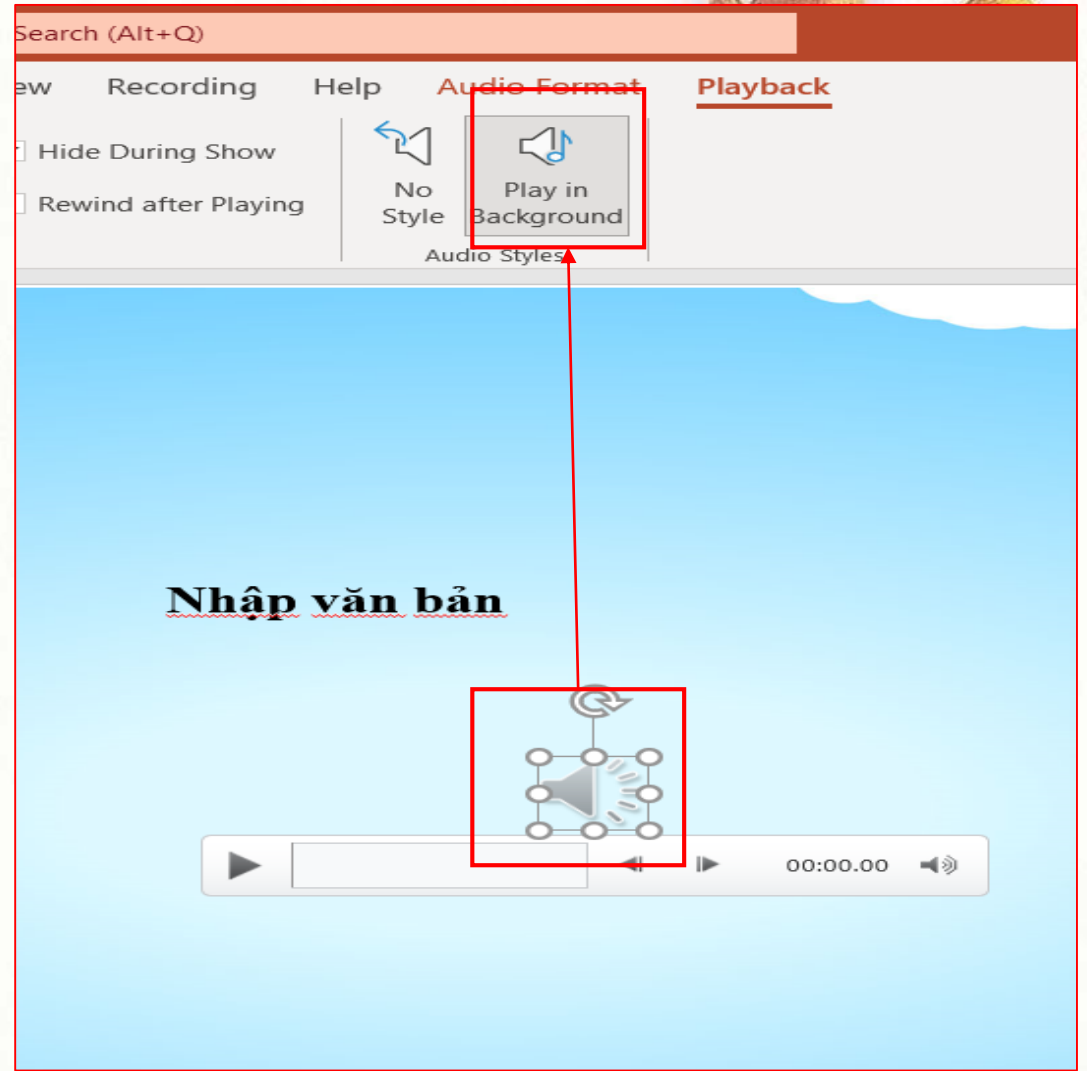 Search (Alt+Q)
ew Recording Help Audio Format Playback
Hide During Show
Rewind after Playing
No Style
Play in Background
Audio Styles
Nhập văn bản
00:00.00